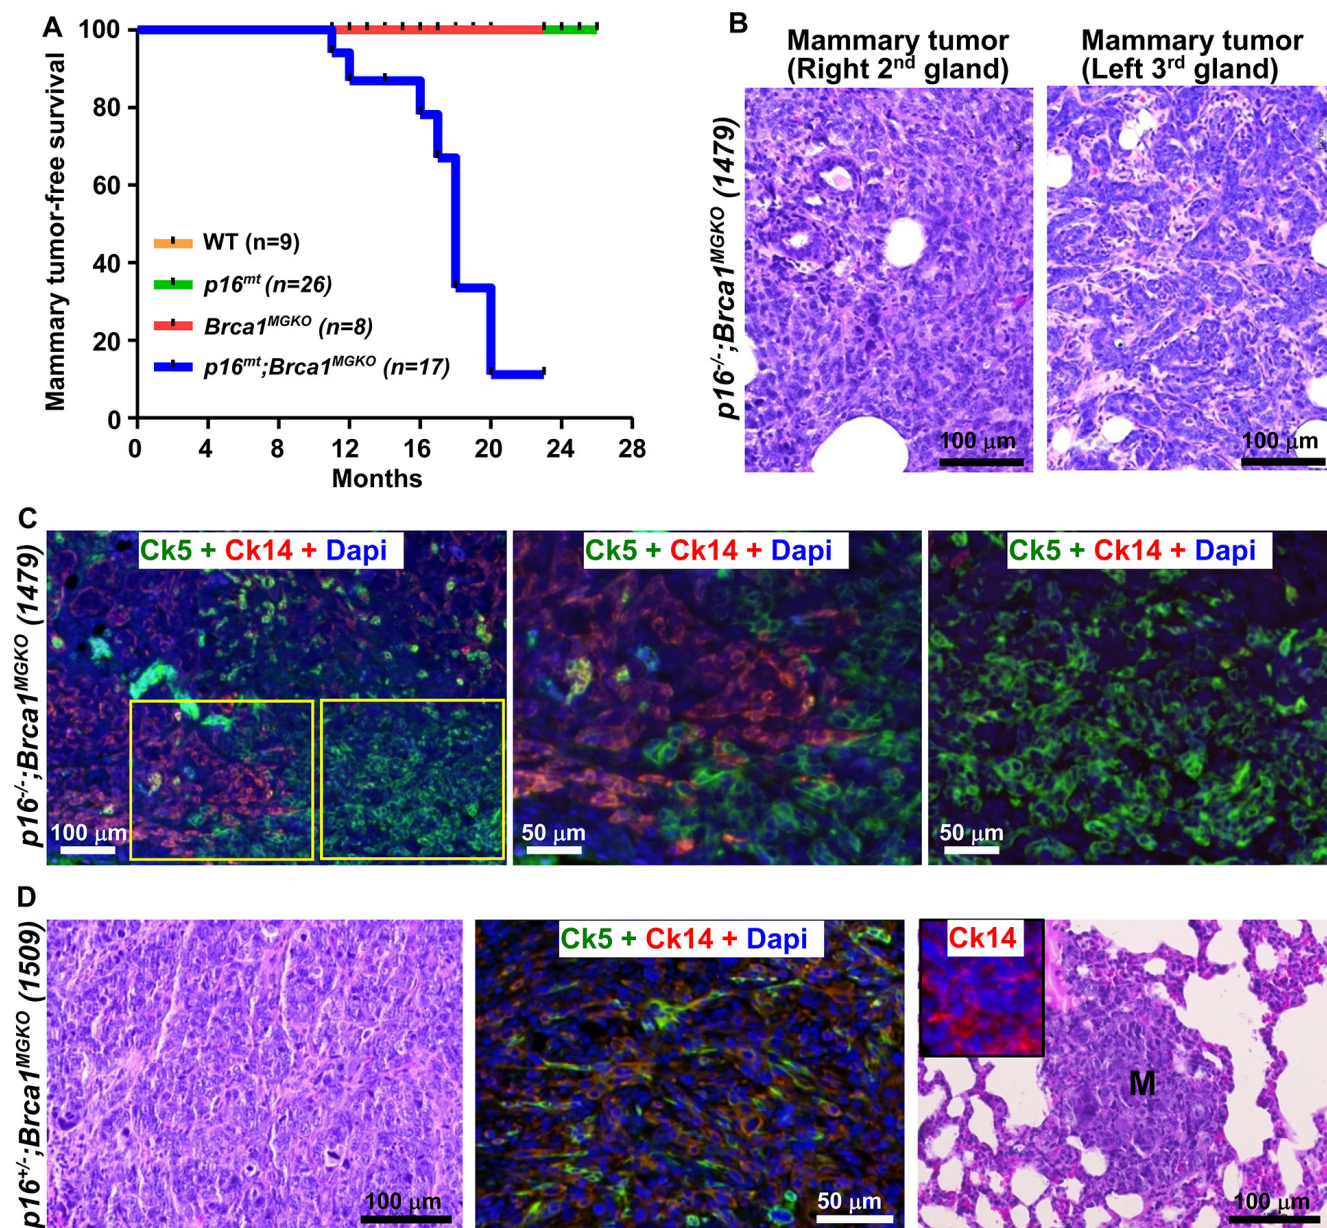 A
Mammary tumor-free survival
100
80
60
40
20
0
0 4 8 12 16 20 24 28
Months
WT (n=9)
p16mt (n=26)
Brca1MGKO (n=8)
p16mt;Brca1MGKO (n=17)
B
Mammary tumor
(Right 2nd gland)
Mammary tumor
(Left 3rd gland)
p16-/-;Brca1MGKO (1479)
100 μm
100 μm
C
p16-/-;Brca1MGKO (1479)
Ck5 + Ck14 + Dapi
100 μm
Ck5 + Ck14 + Dapi
50 μm
Ck5 + Ck14 + Dapi
50 μm
D
p16+/-;Brca1MGKO (1509)
100 μm
Ck5 + Ck14 + Dapi
50 μm
Ck14
M
100 μm